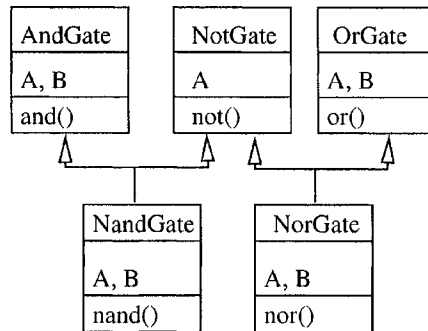 AndGate
A, B
and()
NotGate
A
not()
OrGate
A, B
or()
NandGate
A, B
nand()
NorGate
A, B
nor()